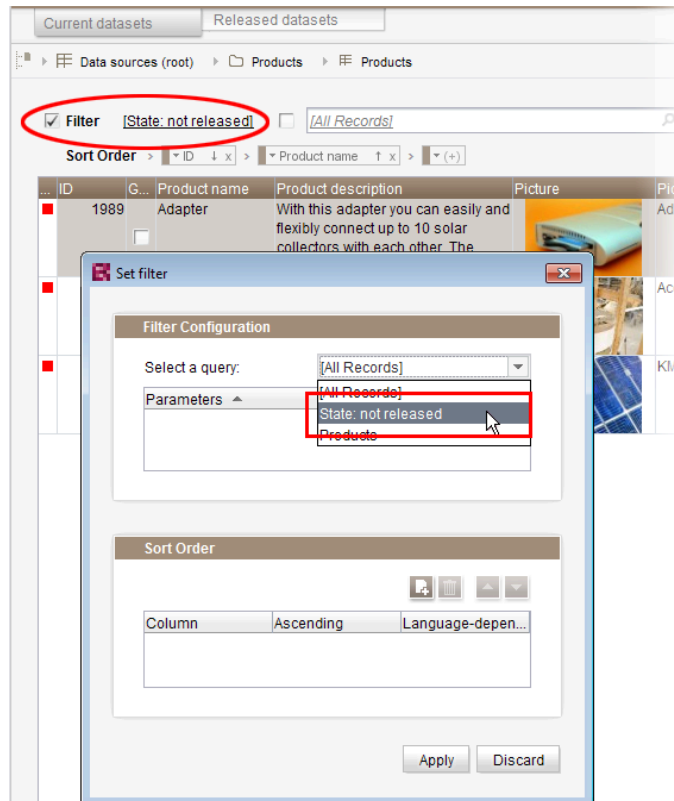 Current datasets
Released datasets
Data sources (root)
Products
Products
Filter
[State: not released]
[All Records]
Sort Order > ID ↓ x > Product name ↑ x > (+)
... ID G... Product name Product description Picture
1989 Adapter
With this adapter you can easily and
flexibly connect up to 10 solar
collectors with each other. The
Set filter
Filter Configuration
Select a query:
[All Records]
[All Records]
Parameters
State: not released
Products
Sort Order
Column Ascending Language-depen...
Apply Discard